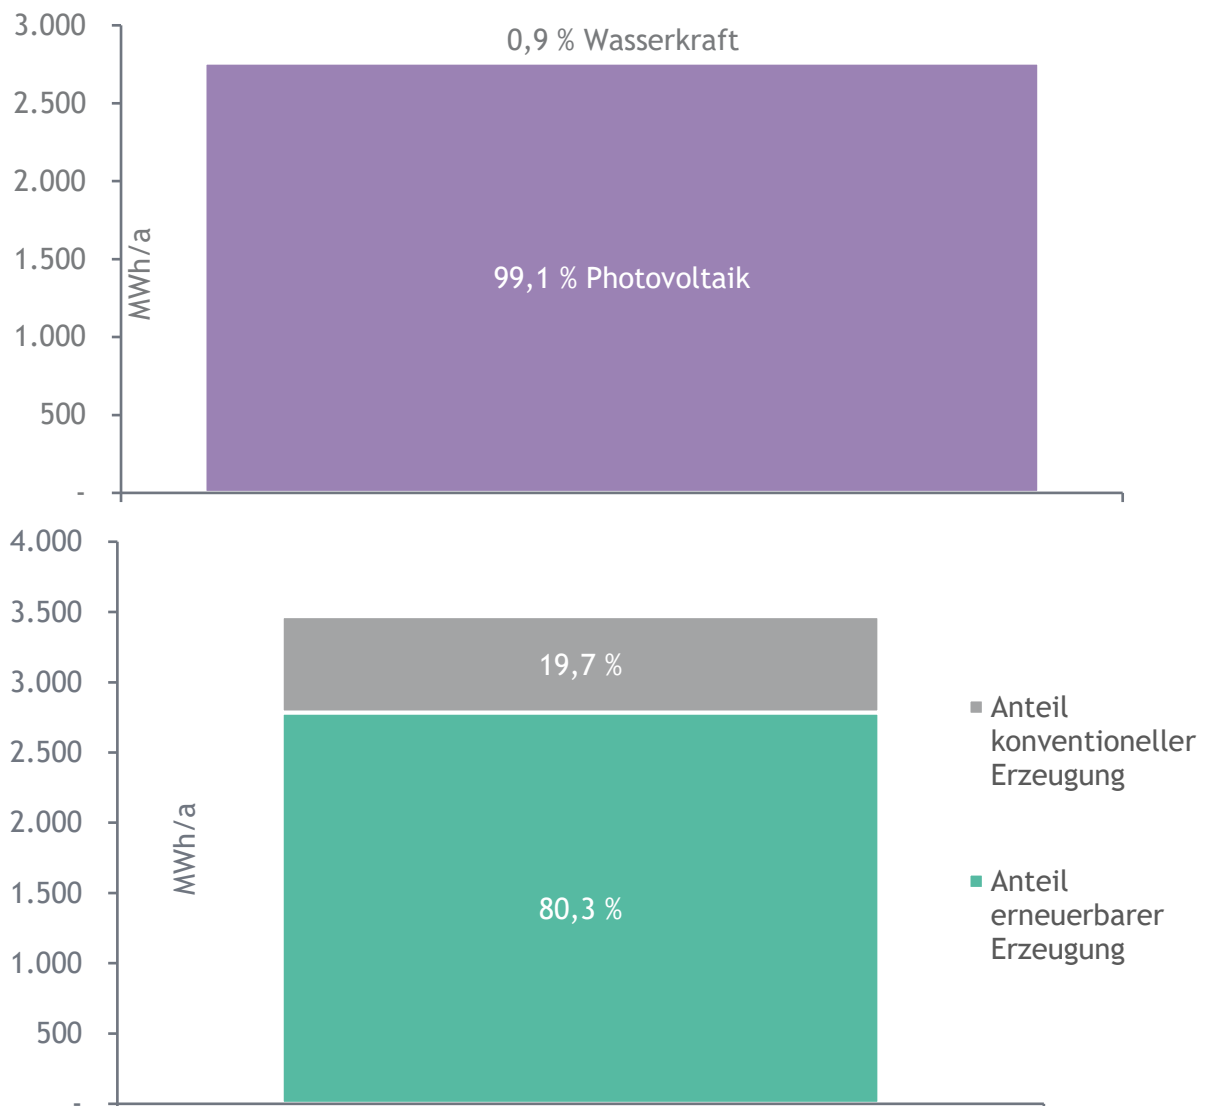 3.000
0,9 % Wasserkraft
2.500
2.000
1.500
MWh/a
99,1 % Photovoltaik
1.000
500
-
4.000
3.500
19,7 %
3.000
Anteil
konventioneller
Erzeugung
2.500
2.000
MWh/a
1.500
80,3 %
Anteil
erneuerbarer
Erzeugung
1.000
500
-